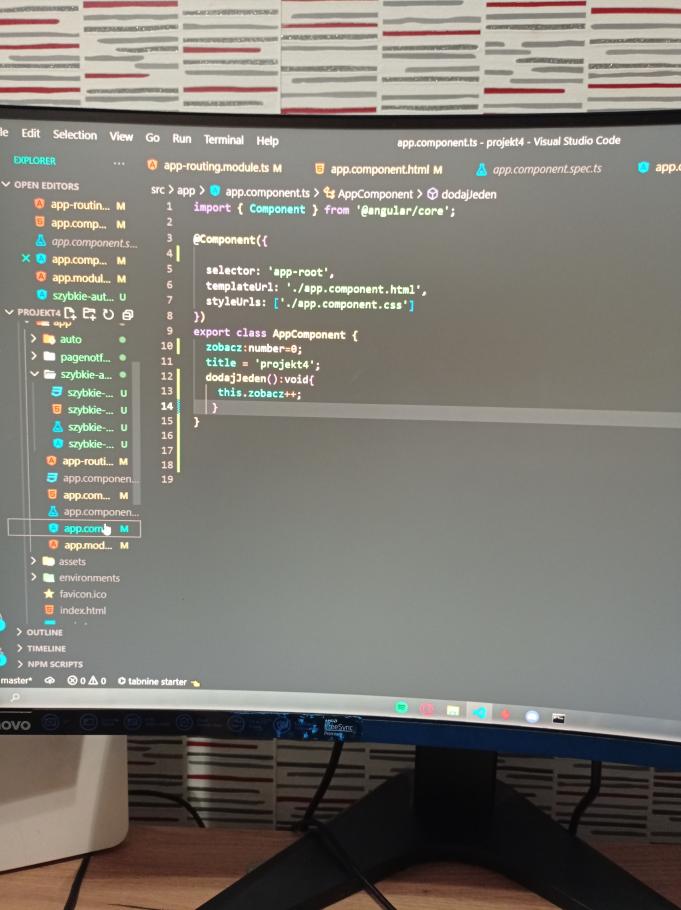 Edit Selection View Go Run Terminal Help app.component.ts - projekt4 - Visual Studio Code
EXPLORER ...
app-routing.module.ts M app.component.html M app.component.spec.ts app.c
OPEN EDITORS
src > app > app.component.ts > AppComponent > dodajJeden
app-routin... M
app.comp... M
app.component.s...
app.comp... M
app.modul... M
szybkie-aut... U
PROJEKT4
app
auto
pagenotf...
szybkie-a...
szybkie-... U
szybkie-... U
szybkie-... U
szybkie-... U
app-routi... M
app.componen...
app.com... M
app.componen...
app.com M
app.mod... M
assets
environments
favicon.ico
index.html
OUTLINE
TIMELINE
NPM SCRIPTS
1 import { Component } from '@angular/core';
2
3 @Component({
4
5 selector: 'app-root',
6 templateUrl: './app.component.html',
7 styleUrls: ['./app.component.css']
8 })
9 export class AppComponent {
10 zobacz:number=0;
11 title = 'projekt4';
12 dodajJeden():void{
13 this.zobacz++;
14 }
15 }
16
17
18
19
master* 0 0 tabnine starter
novo
AMD
FreeSync